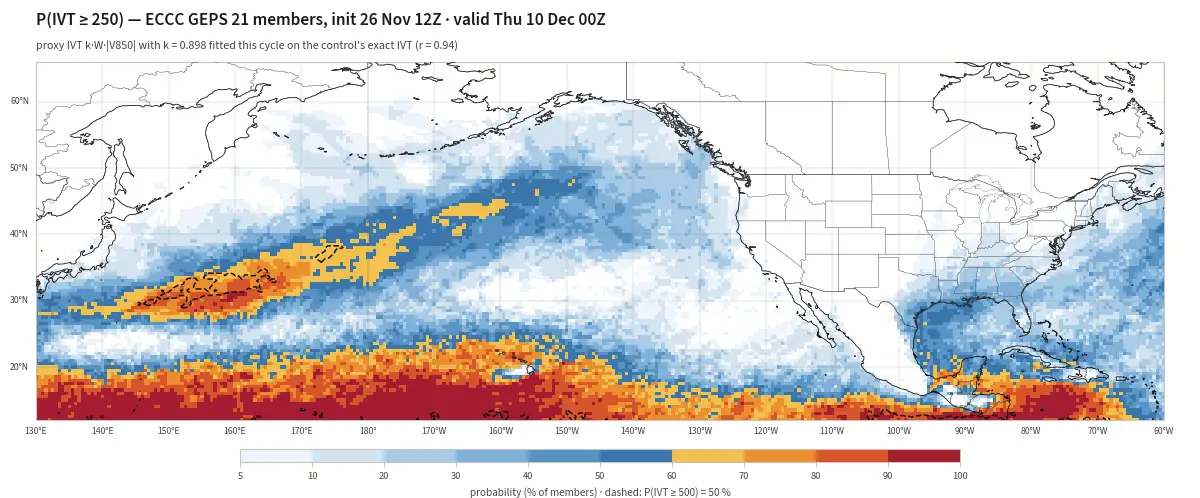 P(IVT ≥ 250) — ECCC GEPS 21 members, init 26 Nov 12Z · valid Thu 10 Dec 00Z
proxy IVT k·W·|V850| with k = 0.898 fitted this cycle on the control's exact IVT (r = 0.94)
60°N
50°N
40°N
30°N
20°N
130°E 140°E 150°E 160°E 170°E 180° 170°W 160°W 150°W 140°W 130°W 120°W 110°W 100°W 90°W 80°W 70°W 60°W
5 10 20 30 40 50 60 70 80 90 100
probability (% of members) · dashed: P(IVT ≥ 500) = 50 %